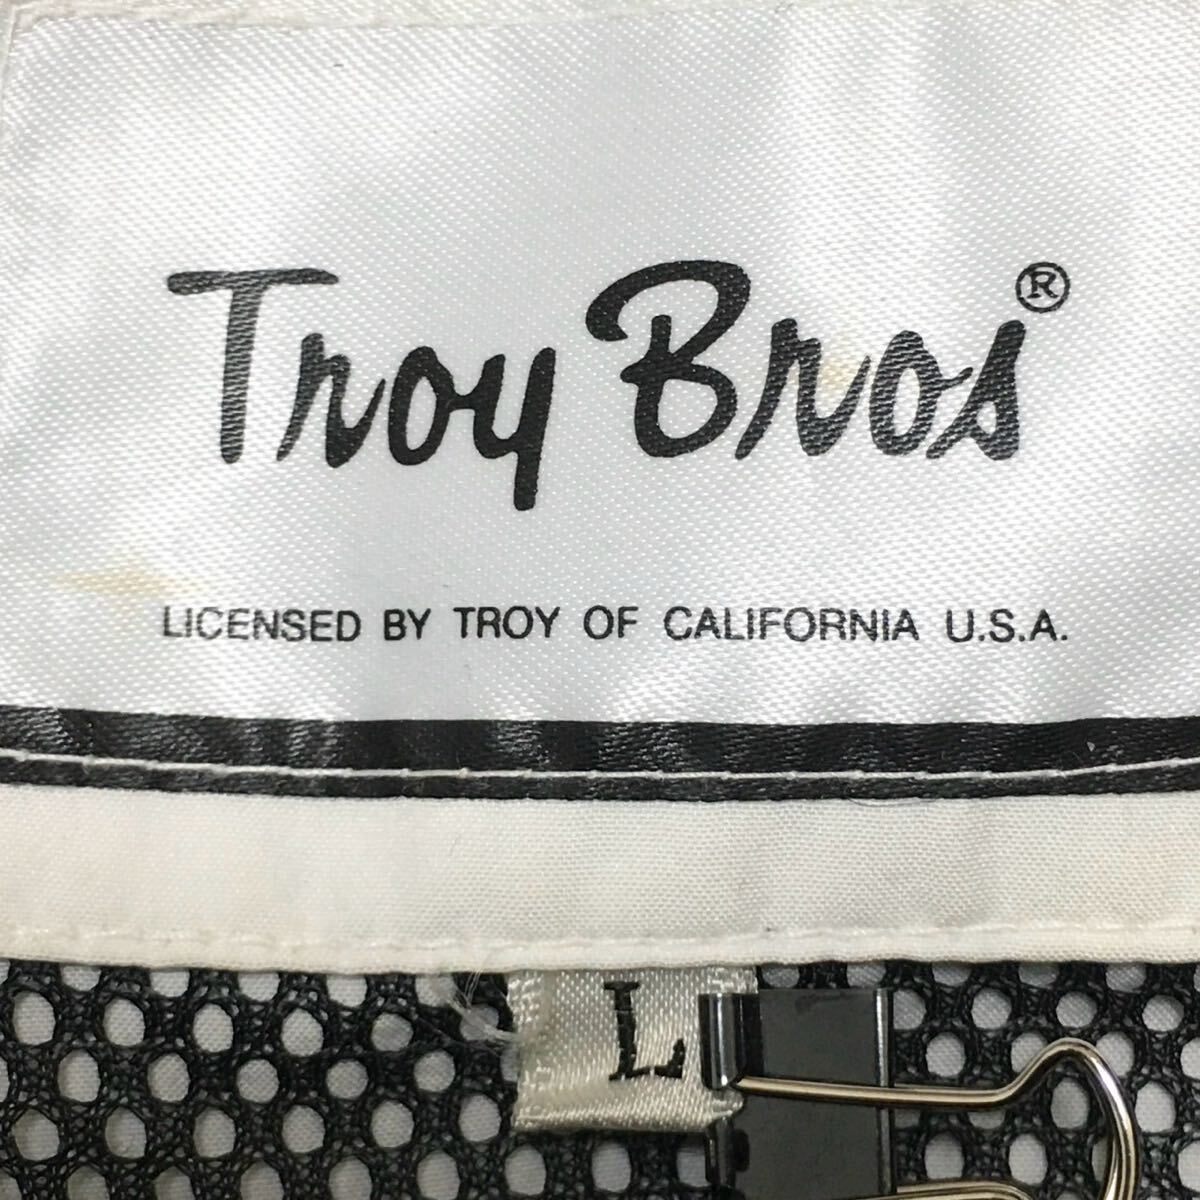 Troy Bros®
LICENSED BY TROY OF CALIFORNIA U.S.A.
L